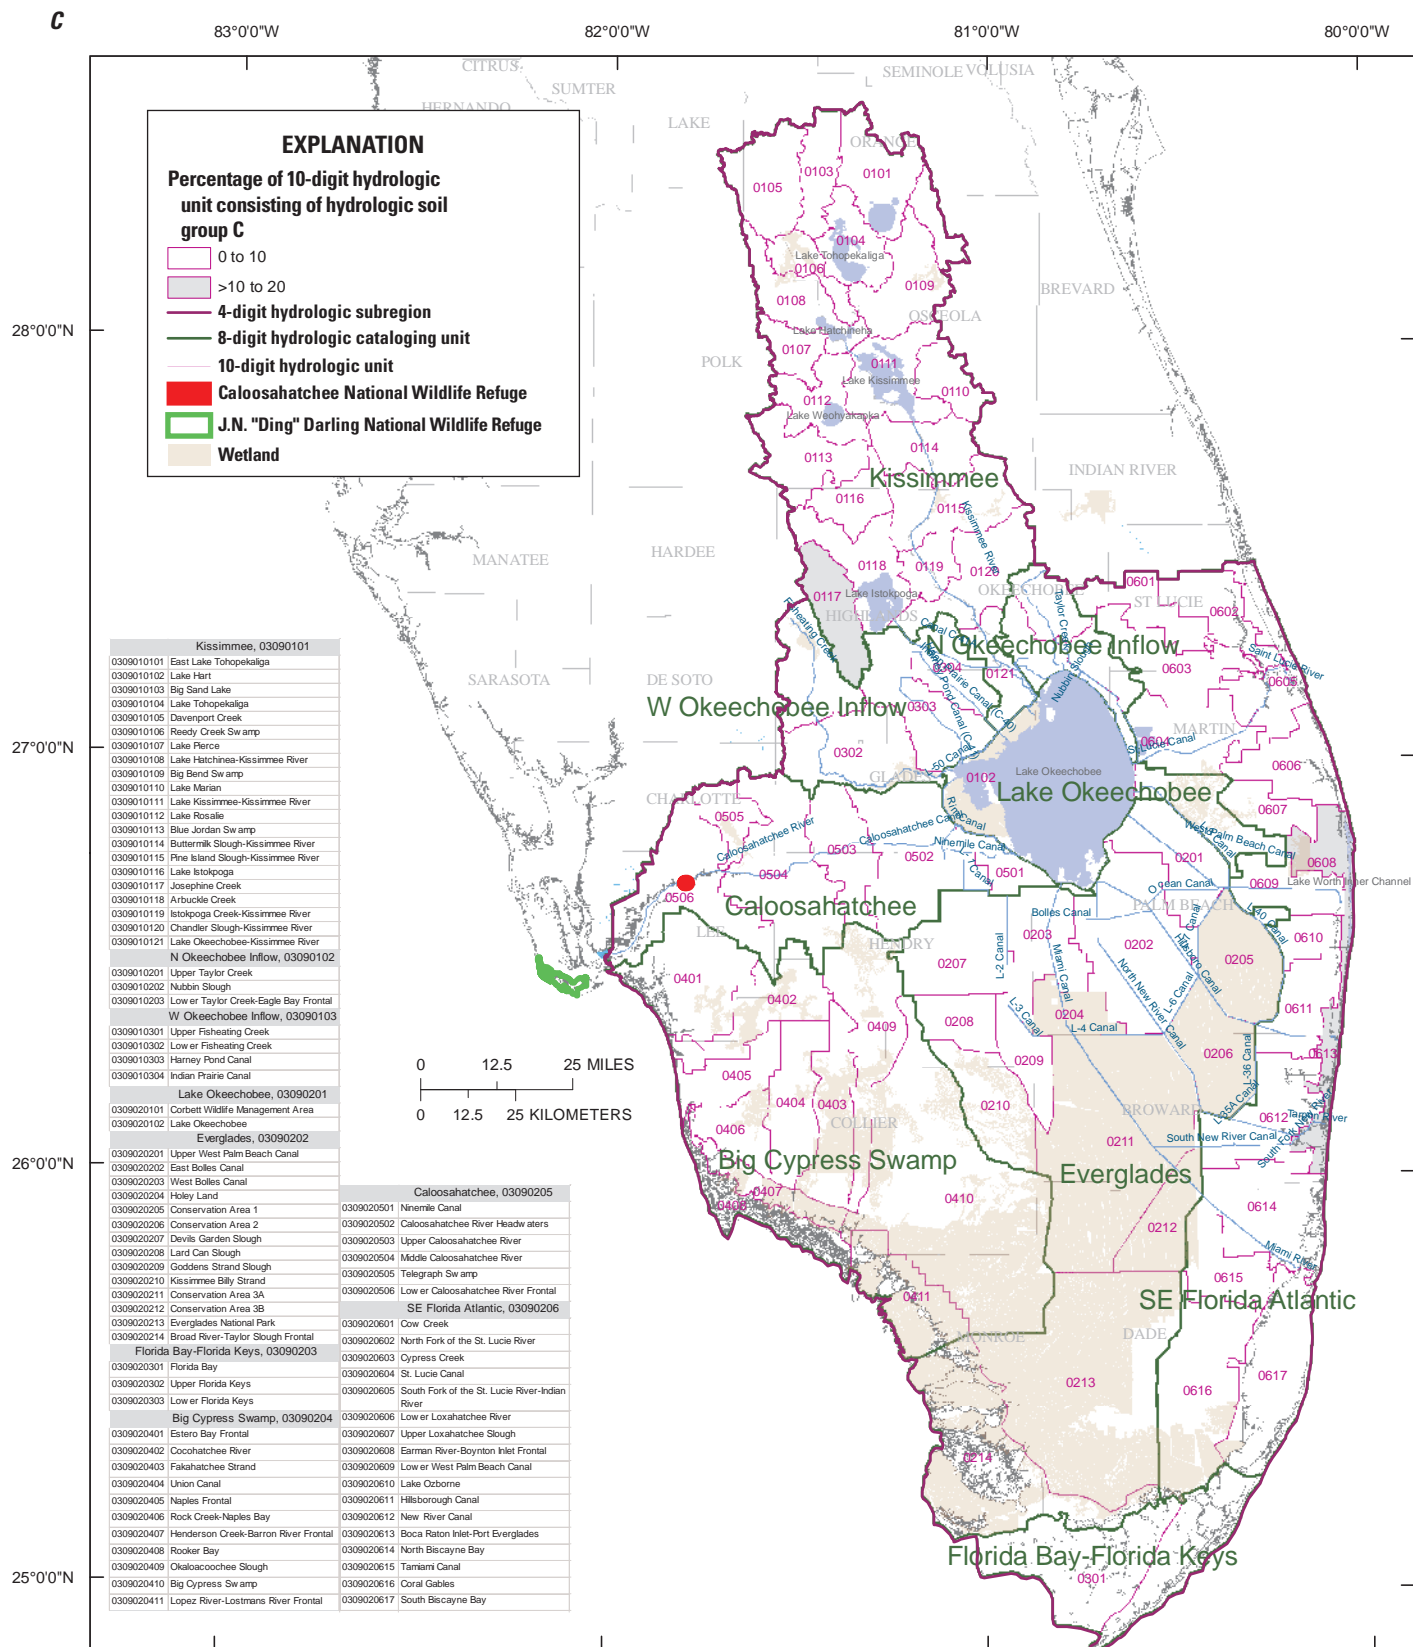 C
83°0'0"W
82°0'0"W
81°0'0"W
80°0'0"W
28°0'0"N
27°0'0"N
26°0'0"N
25°0'0"N
EXPLANATION
Percentage of 10-digit hydrologic
unit consisting of hydrologic soil
group C
0 to 10
>10 to 20
4-digit hydrologic subregion
8-digit hydrologic cataloging unit
10-digit hydrologic unit
Caloosahatchee National Wildlife Refuge
J.N. "Ding" Darling National Wildlife Refuge
Wetland
CITRUS
SUMTER
HERNANDO
LAKE
SEMINOLE
VOLUSIA
ORANGE
BREVARD
OSCEOLA
POLK
INDIAN RIVER
MANATEE
HARDEE
OKEECHOBEE
ST LUCIE
HIGHLANDS
SARASOTA
DE SOTO
MARTIN
GLADES
CHARLOTTE
PALM BEACH
LEE
HENDRY
BROWARD
COLLIER
MONROE
DADE
Kissimmee
N Okeechobee Inflow
W Okeechobee Inflow
Lake Okeechobee
Caloosahatchee
Big Cypress Swamp
Everglades
SE Florida Atlantic
Florida Bay-Florida Keys
0105
0103
0101
0104
Lake Tohopekaliga
0106
0109
0108
Lake Hatchineha
0107
0111
Lake Kissimmee
0110
0112
Lake Weohyakapka
0114
0113
0116
0115
Kissimmee River
0118
0119
0120
0117
Lake Istokpoga
0601
0602
Fisheating Creek
Taylor Creek
Nubbin Slough
Saint Lucie River
0603
0605
0304
0121
0303
0302
L-50 Canal
0102
Lake Okeechobee
0604
St Lucie Canal
0606
0607
0505
Caloosahatchee River
Caloosahatchee Canal
Ninemile Canal
L-1 Canal
0503
0502
0501
0504
0506
West Palm Beach Canal
0201
0608
0609
Lake Worth Inner Channel
Ocean Canal
Bolles Canal
L-40 Canal
0203
0202
0610
Hillsboro Canal
0205
0207
L-2 Canal
Miami Canal
North New River Canal
L-6 Canal
0401
0402
0409
0208
L-3 Canal
0204
L-4 Canal
0611
0206
L-36 Canal
0613
0209
0405
0404
0403
0210
L-35A Canal
0612
Tarpon River
South Fork New River
South New River Canal
0211
0406
0407
0408
0410
0212
0614
Miami River
0615
0411
0213
0616
0617
0214
0301
0 12.5 25 MILES
0 12.5 25 KILOMETERS
Kissimmee, 03090101
0309010101 East Lake Tohopekaliga
0309010102 Lake Hart
0309010103 Big Sand Lake
0309010104 Lake Tohopekaliga
0309010105 Davenport Creek
0309010106 Reedy Creek Swamp
0309010107 Lake Pierce
0309010108 Lake Hatchinea-Kissimmee River
0309010109 Big Bend Swamp
0309010110 Lake Marian
0309010111 Lake Kissimmee-Kissimmee River
0309010112 Lake Rosalie
0309010113 Blue Jordan Swamp
0309010114 Buttermilk Slough-Kissimmee River
0309010115 Pine Island Slough-Kissimmee River
0309010116 Lake Istokpoga
0309010117 Josephine Creek
0309010118 Arbuckle Creek
0309010119 Istokpoga Creek-Kissimmee River
0309010120 Chandler Slough-Kissimmee River
0309010121 Lake Okeechobee-Kissimmee River
N Okeechobee Inflow, 03090102
0309010201 Upper Taylor Creek
0309010202 Nubbin Slough
0309010203 Lower Taylor Creek-Eagle Bay Frontal
W Okeechobee Inflow, 03090103
0309010301 Upper Fisheating Creek
0309010302 Lower Fisheating Creek
0309010303 Harney Pond Canal
0309010304 Indian Prairie Canal
Lake Okeechobee, 03090201
0309020101 Corbett Wildlife Management Area
0309020102 Lake Okeechobee
Everglades, 03090202
0309020201 Upper West Palm Beach Canal
0309020202 East Bolles Canal
0309020203 West Bolles Canal
0309020204 Holey Land
0309020205 Conservation Area 1
0309020206 Conservation Area 2
0309020207 Devils Garden Slough
0309020208 Lard Can Slough
0309020209 Goddens Strand Slough
0309020210 Kissimmee Billy Strand
0309020211 Conservation Area 3A
0309020212 Conservation Area 3B
0309020213 Everglades National Park
0309020214 Broad River-Taylor Slough Frontal
Florida Bay-Florida Keys, 03090203
0309020301 Florida Bay
0309020302 Upper Florida Keys
0309020303 Lower Florida Keys
Big Cypress Swamp, 03090204
0309020401 Estero Bay Frontal
0309020402 Cocohatchee River
0309020403 Fakahatchee Strand
0309020404 Union Canal
0309020405 Naples Frontal
0309020406 Rock Creek-Naples Bay
0309020407 Henderson Creek-Barron River Frontal
0309020408 Rooker Bay
0309020409 Okaloacoochee Slough
0309020410 Big Cypress Swamp
0309020411 Lopez River-Lostmans River Frontal
Caloosahatchee, 03090205
0309020501 Ninemile Canal
0309020502 Caloosahatchee River Headwaters
0309020503 Upper Caloosahatchee River
0309020504 Middle Caloosahatchee River
0309020505 Telegraph Swamp
0309020506 Lower Caloosahatchee River Frontal
SE Florida Atlantic, 03090206
0309020601 Cow Creek
0309020602 North Fork of the St. Lucie River
0309020603 Cypress Creek
0309020604 St. Lucie Canal
0309020605 South Fork of the St. Lucie River-Indian
River
0309020606 Lower Loxahatchee River
0309020607 Upper Loxahatchee Slough
0309020608 Earman River-Boynton Inlet Frontal
0309020609 Lower West Palm Beach Canal
0309020610 Lake Ozborne
0309020611 Hillsborough Canal
0309020612 New River Canal
0309020613 Boca Raton Inlet-Port Everglades
0309020614 North Biscayne Bay
0309020615 Tamiami Canal
0309020616 Coral Gables
0309020617 South Biscayne Bay